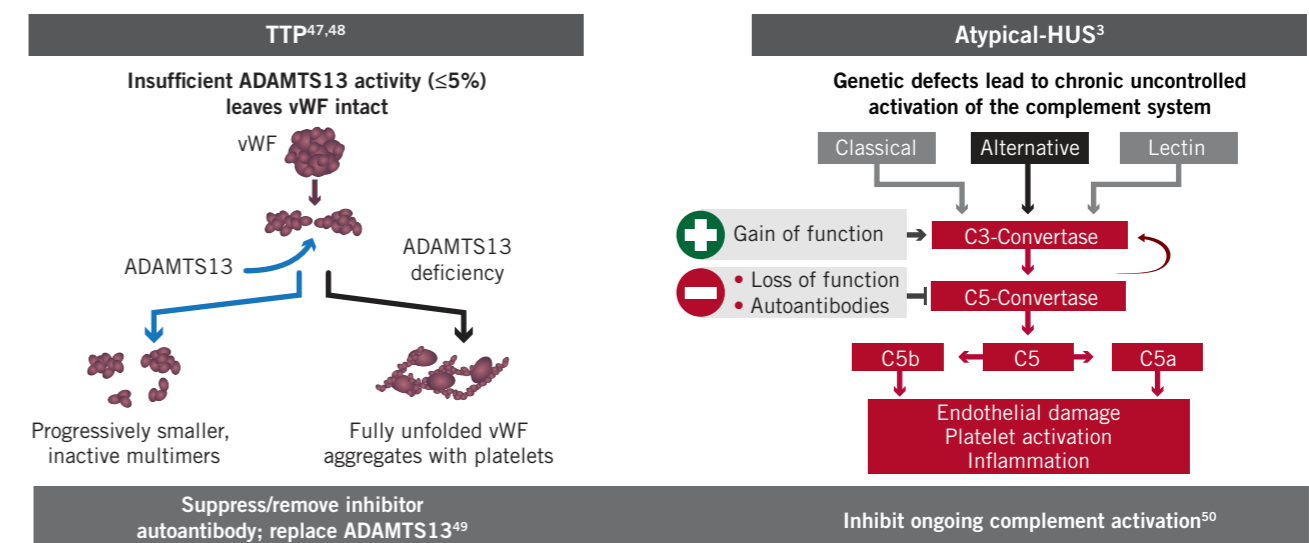 TTP47,48
Insufficient ADAMTS13 activity (≤5%)
leaves vWF intact
vWF
ADAMTS13
ADAMTS13
deficiency
Progressively smaller,
inactive multimers
Fully unfolded vWF
aggregates with platelets
Suppress/remove inhibitor
autoantibody; replace ADAMTS1349
Atypical-HUS3
Genetic defects lead to chronic uncontrolled
activation of the complement system
Classical
Alternative
Lectin
Gain of function
C3-Convertase
• Loss of function
• Autoantibodies
C5-Convertase
C5b
C5
C5a
Endothelial damage
Platelet activation
Inflammation
Inhibit ongoing complement activation50